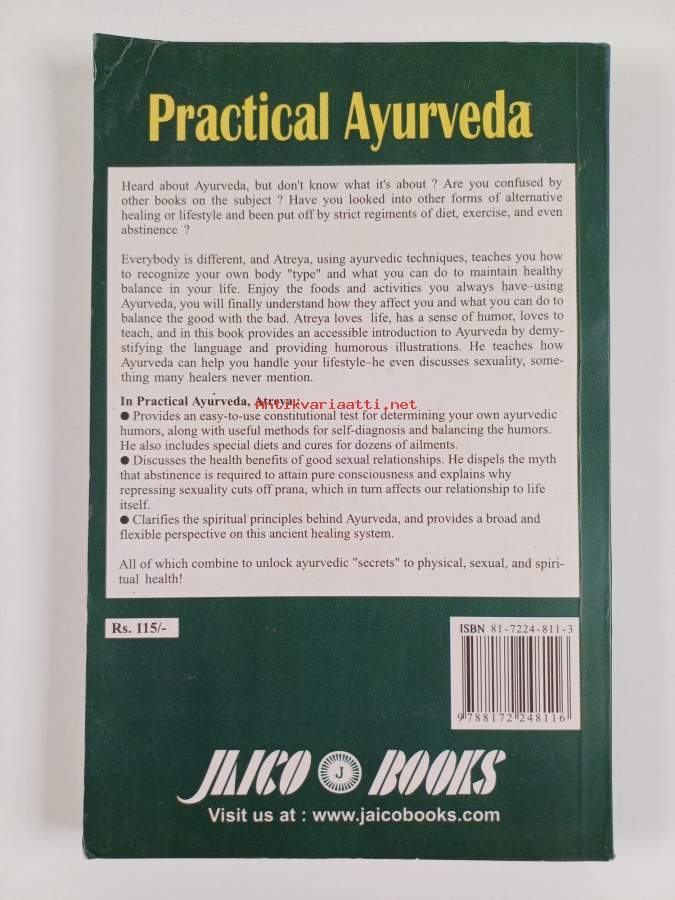 Practical Ayurveda
Heard about Ayurveda, but don't know what it's about ? Are you confused by
other books on the subject ? Have you looked into other forms of alternative
healing or lifestyle and been put off by strict regiments of diet, exercise, and even
abstinence ?
Everybody is different, and Atreya, using ayurvedic techniques, teaches you how
to recognize your own body "type" and what you can do to maintain healthy
balance in your life. Enjoy the foods and activities you always have–using
Ayurveda, you will finally understand how they affect you and what you can do to
balance the good with the bad. Atreya loves life, has a sense of humor, loves to
teach, and in this book provides an accessible introduction to Ayurveda by demy-
stifying the language and providing humorous illustrations. He teaches how
Ayurveda can help you handle your lifestyle–he even discusses sexuality, some-
thing many healers never mention.
In Practical Ayurveda, Atreya :
Antikvariaatti.net
● Provides an easy-to-use constitutional test for determining your own ayurvedic
humors, along with useful methods for self-diagnosis and balancing the humors.
He also includes special diets and cures for dozens of ailments.
● Discusses the health benefits of good sexual relationships. He dispels the myth
that abstinence is required to attain pure consciousness and explains why
repressing sexuality cuts off prana, which in turn affects our relationship to life
itself.
● Clarifies the spiritual principles behind Ayurveda, and provides a broad and
flexible perspective on this ancient healing system.
All of which combine to unlock ayurvedic "secrets" to physical, sexual, and spiri-
tual health!
Rs. 115/-
ISBN 81-7224-811-3
9 788172 248116
JAICO J BOOKS
Visit us at : www.jaicobooks.com